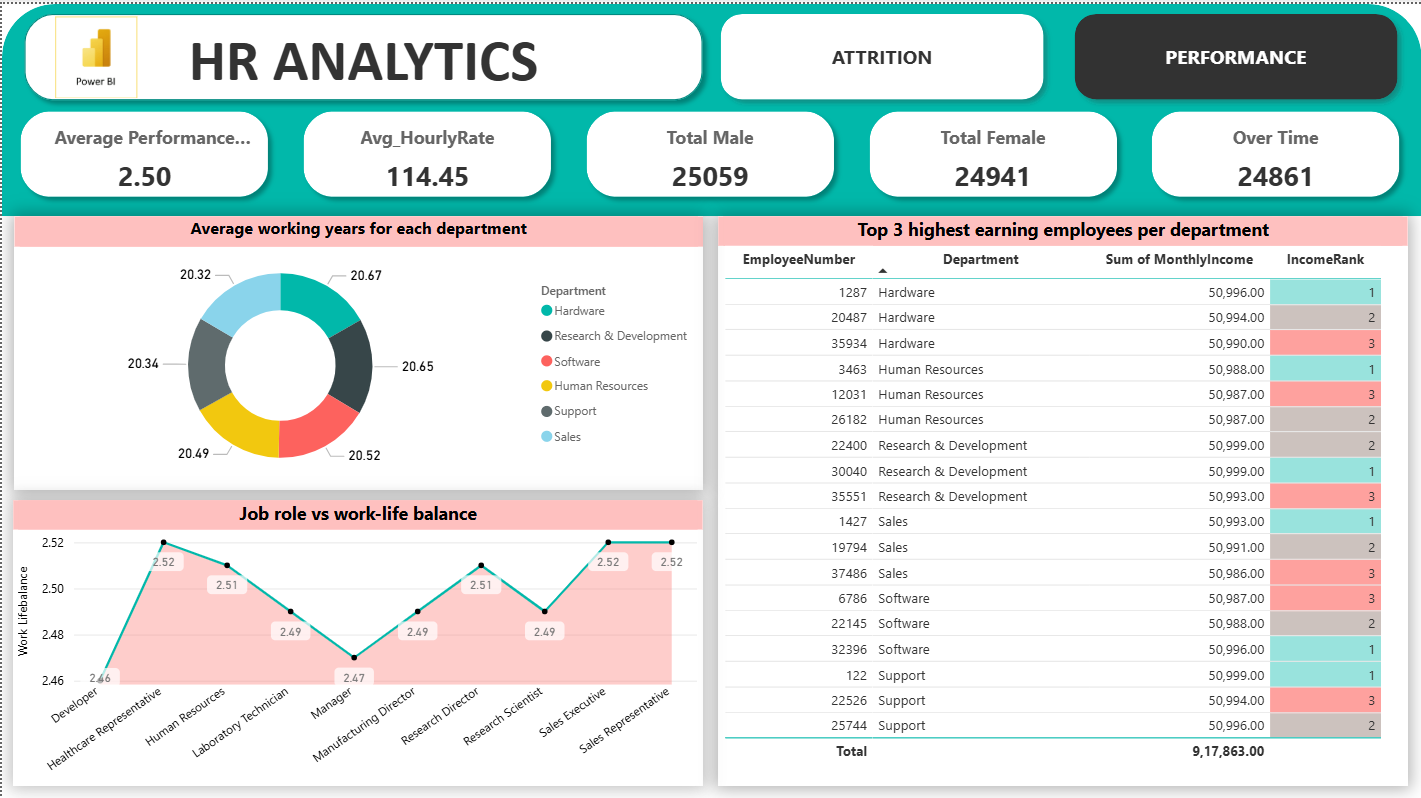 Power BI
HR ANALYTICS
ATTRITION
PERFORMANCE
Average Performance...
2.50
Avg_HourlyRate
114.45
Total Male
25059
Total Female
24941
Over Time
24861
Average working years for each department
20.32
20.67
20.34
20.65
20.49
20.52
Department
Hardware
Research & Development
Software
Human Resources
Support
Sales
Job role vs work-life balance
Work Lifebalance
2.52
2.50
2.48
2.46
2.46
2.52
2.51
2.49
2.47
2.49
2.51
2.49
2.52
2.52
Developer
Healthcare Representative
Human Resources
Laboratory Technician
Manager
Manufacturing Director
Research Director
Research Scientist
Sales Executive
Sales Representative
Top 3 highest earning employees per department
EmployeeNumber Department Sum of MonthlyIncome IncomeRank
1287 Hardware 50,996.00 1
20487 Hardware 50,994.00 2
35934 Hardware 50,990.00 3
3463 Human Resources 50,988.00 1
12031 Human Resources 50,987.00 3
26182 Human Resources 50,987.00 2
22400 Research & Development 50,999.00 2
30040 Research & Development 50,999.00 1
35551 Research & Development 50,993.00 3
1427 Sales 50,993.00 1
19794 Sales 50,991.00 2
37486 Sales 50,986.00 3
6786 Software 50,987.00 3
22145 Software 50,988.00 2
32396 Software 50,996.00 1
122 Support 50,999.00 1
22526 Support 50,994.00 3
25744 Support 50,996.00 2
Total 9,17,863.00